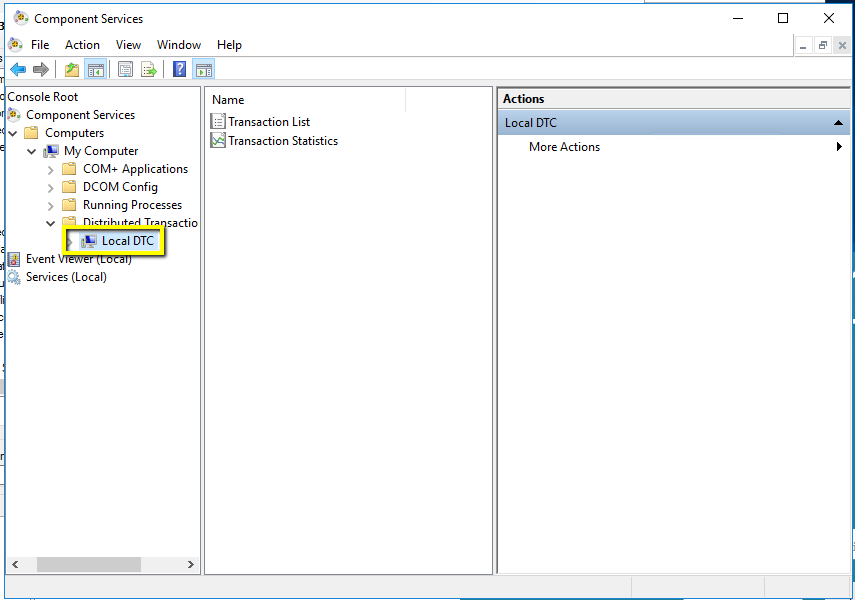 Component Services
File Action View Window Help
Console Root
Component Services
Computers
My Computer
COM+ Applications
DCOM Config
Running Processes
Distributed Transactio
Local DTC
Event Viewer (Local)
Services (Local)
Name
Transaction List
Transaction Statistics
Actions
Local DTC
More Actions